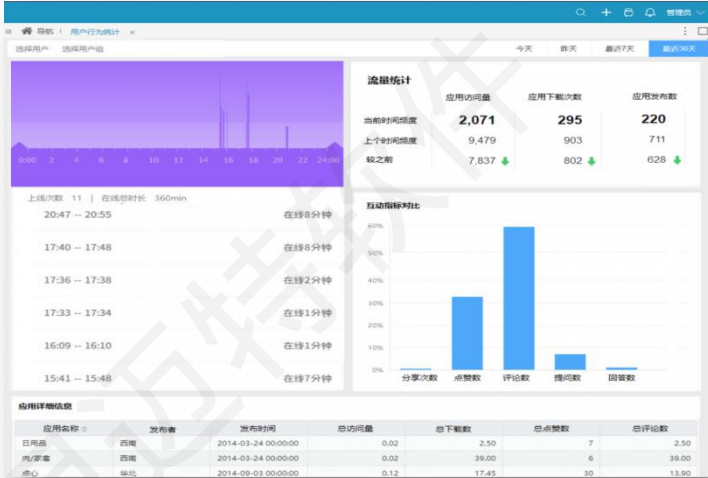 管理员
导航 用户行为统计 ×
选择用户 选择用户组 今天 昨天 最近7天 最近30天
0:00 2 4 6 8 10 12 14 16 18 20 22 24:00
上线次数 11 | 在线总时长 360min
20:47 -- 20:55 在线8分钟
17:40 -- 17:48 在线8分钟
17:36 -- 17:38 在线2分钟
17:33 -- 17:34 在线1分钟
16:09 -- 16:10 在线1分钟
15:41 -- 15:48 在线7分钟
流量统计
应用访问量 应用下载次数 应用发布数
当前时间频度 2,071 295 220
上个时间频度 9,479 903 711
较之前 7,837 802 628
互动指标对比
60%
50%
40%
30%
20%
10%
0%
分享次数 点赞数 评论数 提问数 回答数
应用详细信息
应用名称 发布者 发布时间 总访问量 总下载数 总点赞数 总评论数
日用品 西南 2014-03-24 00:00:00 0.02 2.50 7 2.50
肉/家禽 西南 2014-03-24 00:00:00 0.02 39.00 6 39.00
点心 华北 2014-09-03 00:00:00 0.12 17.45 30 13.90
迈特软件